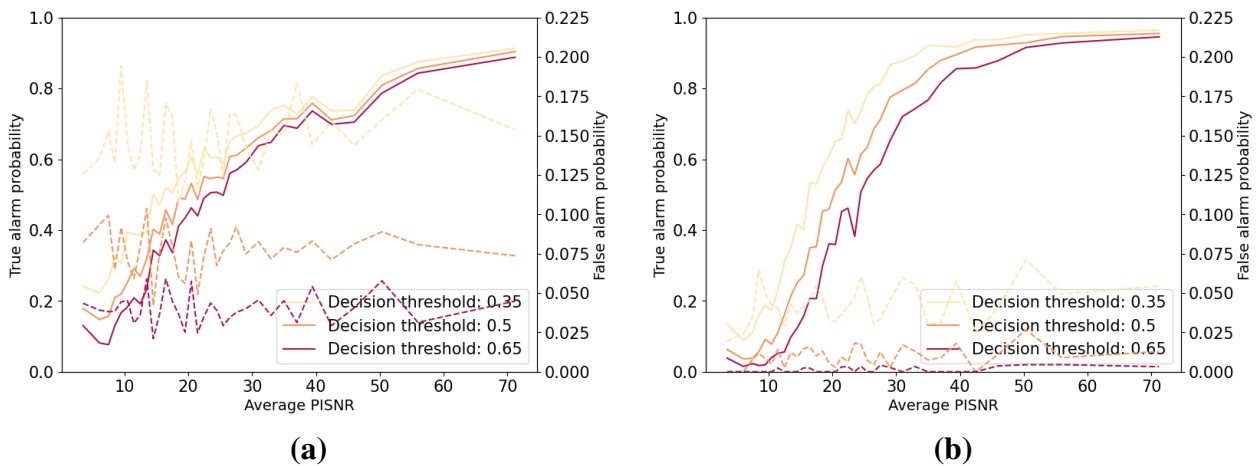 1.0
0.8
0.6
0.4
0.2
0.0
True alarm probability
0.225
0.200
0.175
0.150
0.125
0.100
0.075
0.050
0.025
0.000
False alarm probability
Decision threshold: 0.35
Decision threshold: 0.5
Decision threshold: 0.65
10 20 30 40 50 60 70
Average PISNR
(a)
1.0
0.8
0.6
0.4
0.2
0.0
True alarm probability
0.225
0.200
0.175
0.150
0.125
0.100
0.075
0.050
0.025
0.000
False alarm probability
Decision threshold: 0.35
Decision threshold: 0.5
Decision threshold: 0.65
10 20 30 40 50 60 70
Average PISNR
(b)